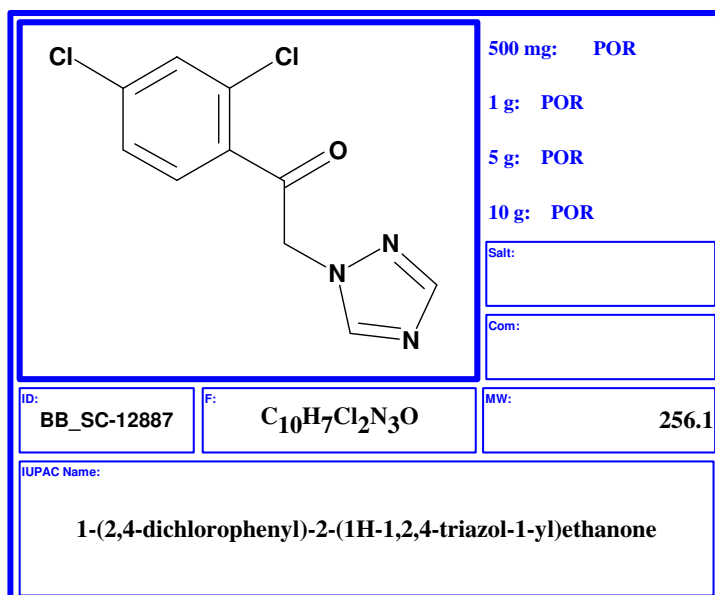 Cl
Cl
O
N
N
N
500 mg: POR
1 g: POR
5 g: POR
10 g: POR
Salt:
Com:
ID:
BB_SC-12887
F:
C10H7Cl2N3O
MW:
256.1
IUPAC Name:
1-(2,4-dichlorophenyl)-2-(1H-1,2,4-triazol-1-yl)ethanone